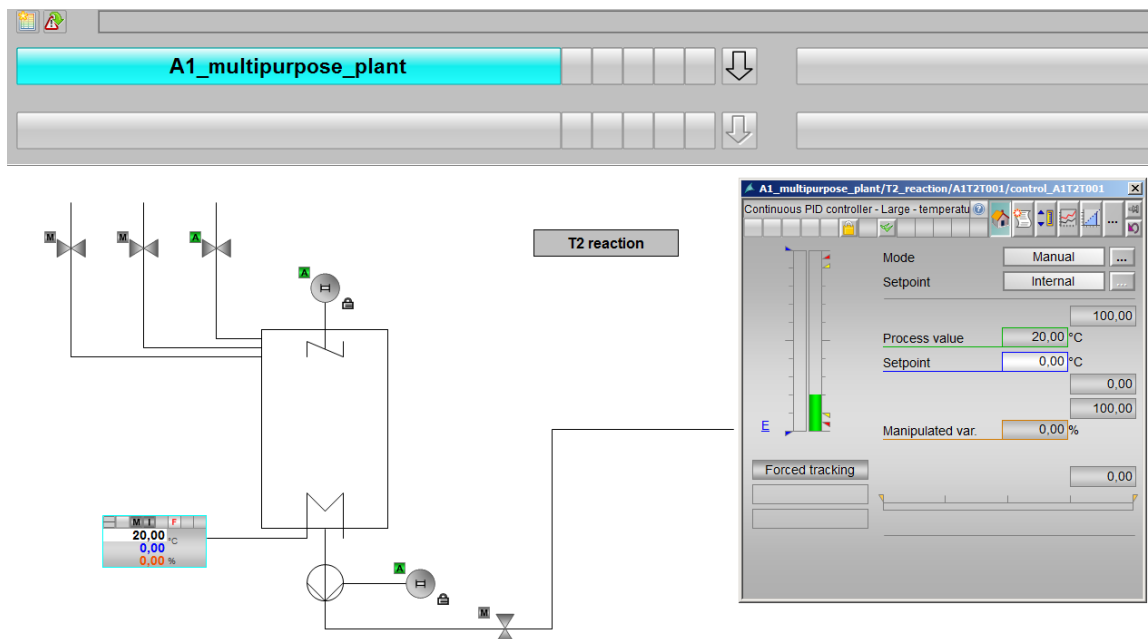 A1_multipurpose_plant
A1_multipurpose_plant/T2_reaction/A1T2T001/control_A1T2T001
Continuous PID controller - Large - temperatu
...
M
M
A
T2 reaction
Mode
Manual
...
Setpoint
Internal
...
A
100,00
Process value
20,00 °C
Setpoint
0,00 °C
0,00
100,00
E
Manipulated var.
0,00 %
Forced tracking
0,00
M I F
20,00 °C
0,00
0,00 %
A
M